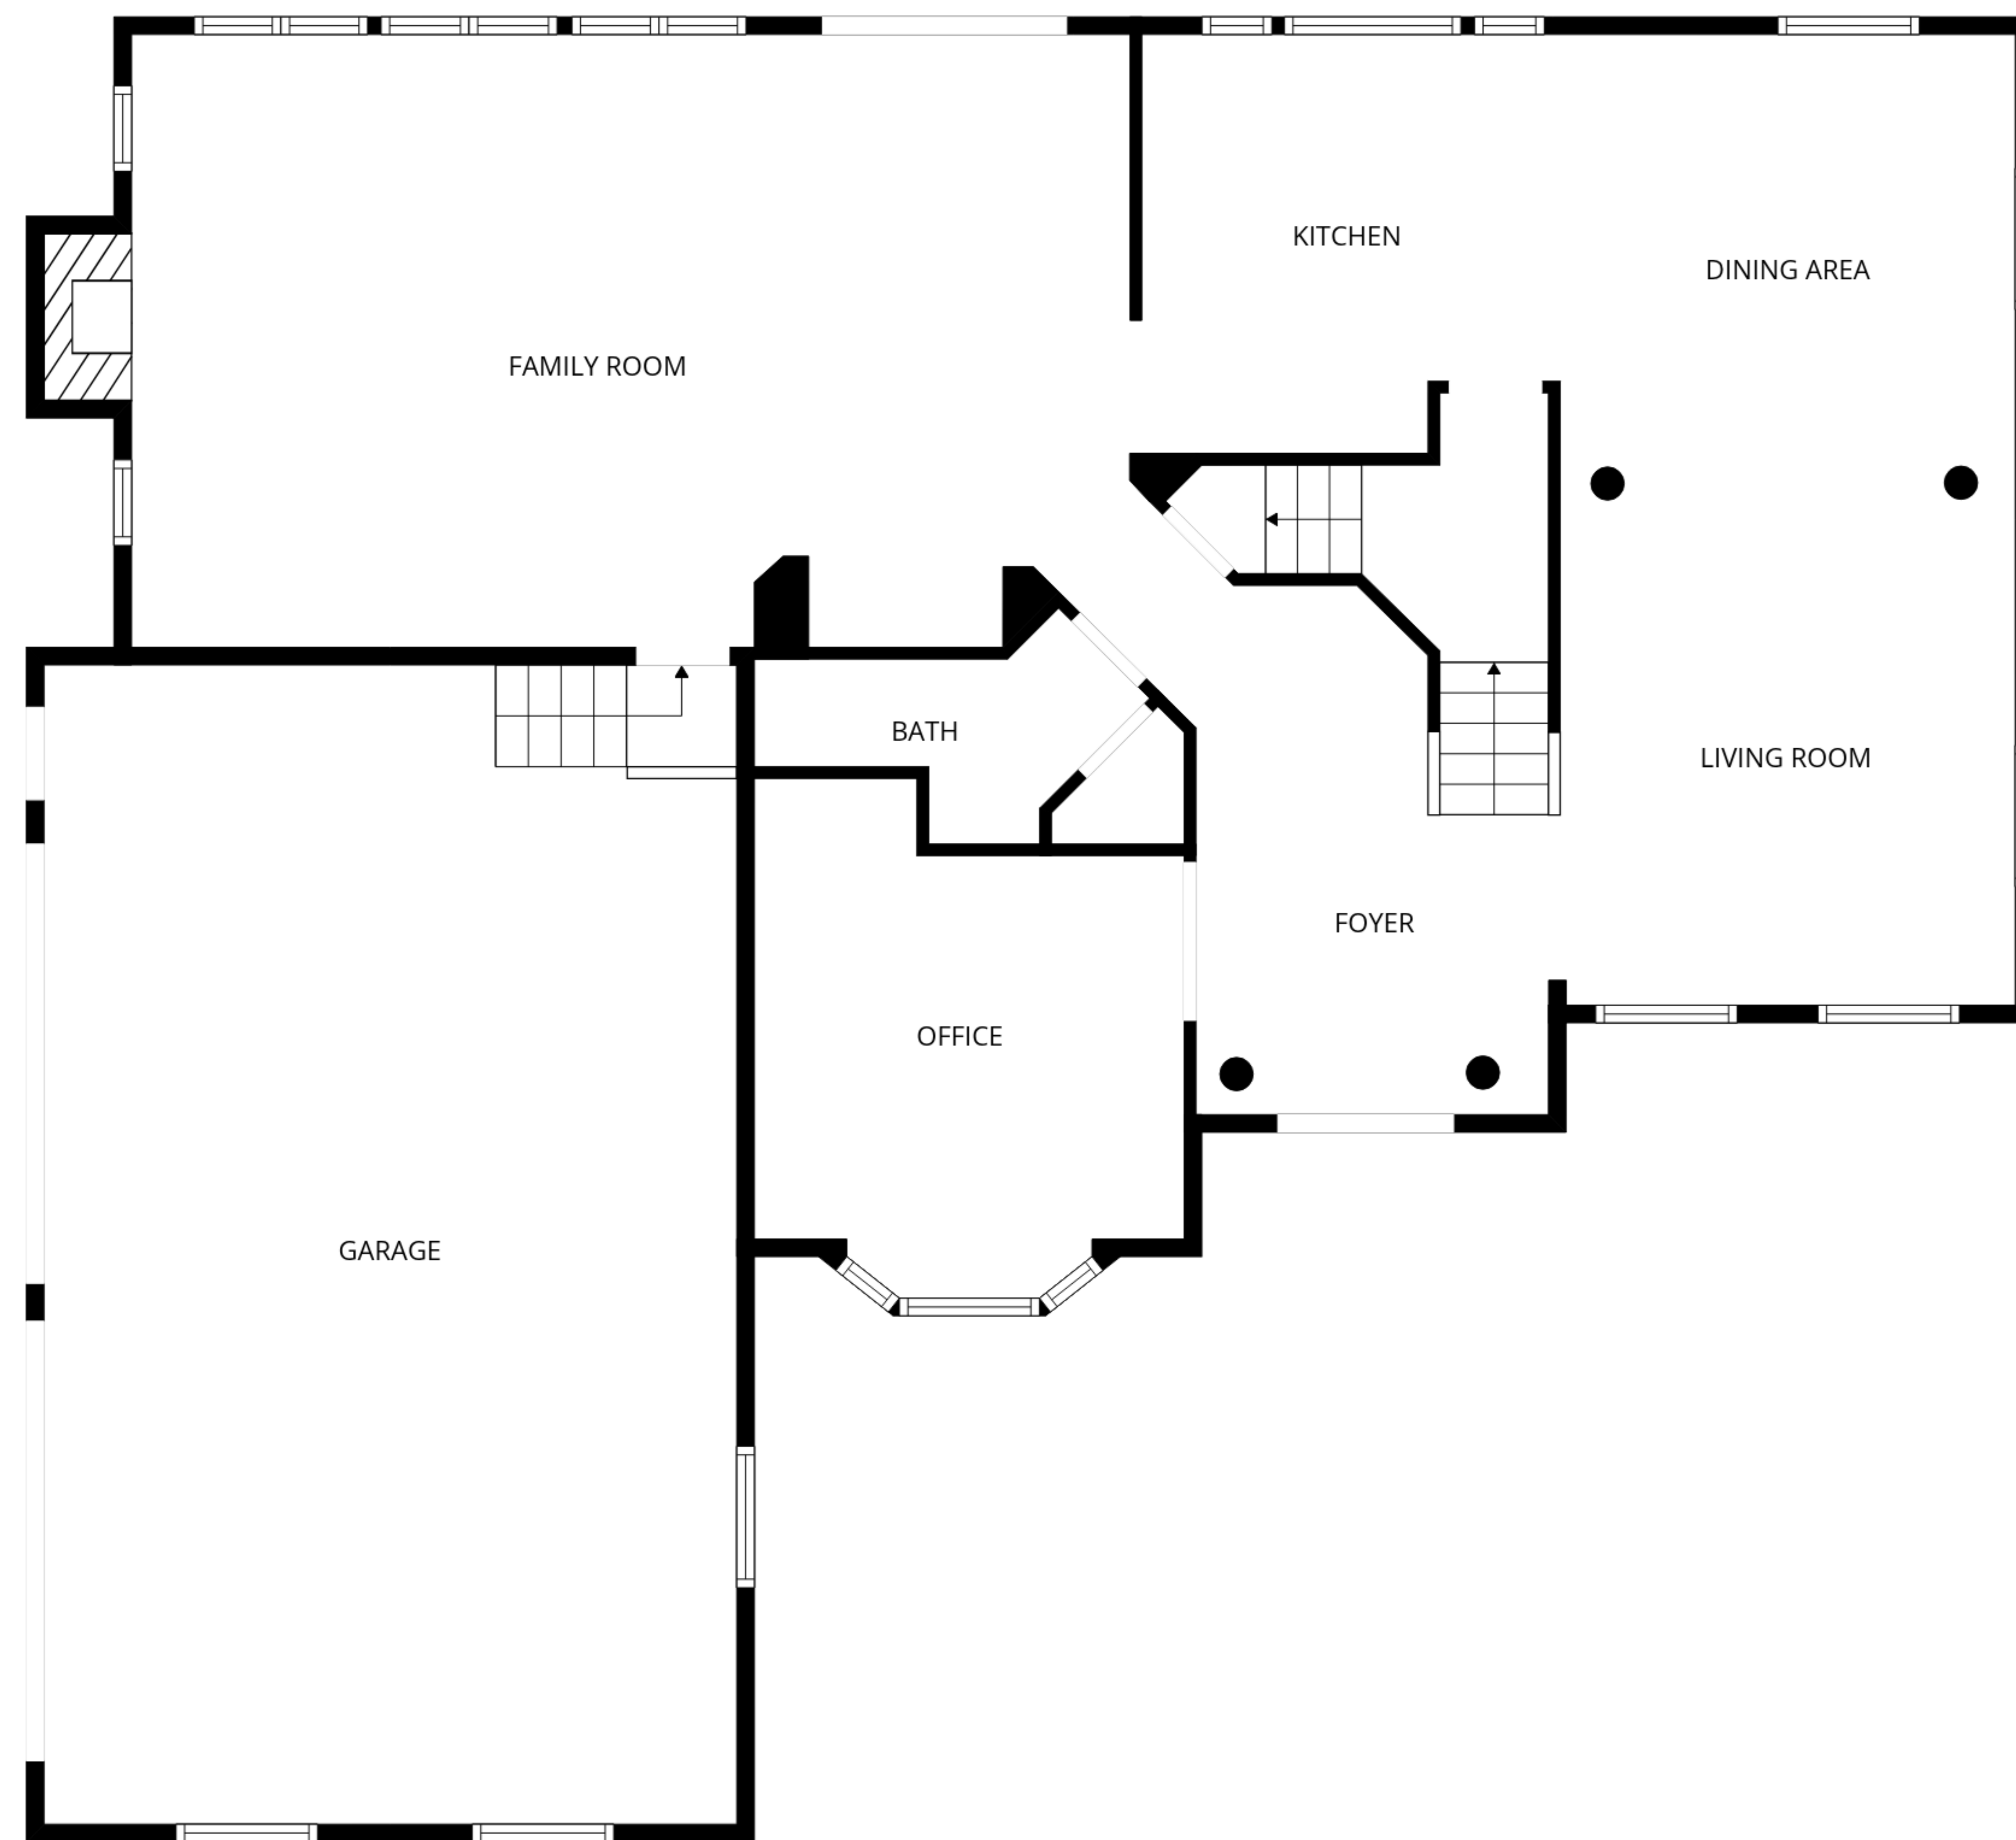 KITCHEN
DINING AREA
FAMILY ROOM
BATH
LIVING ROOM
FOYER
OFFICE
GARAGE